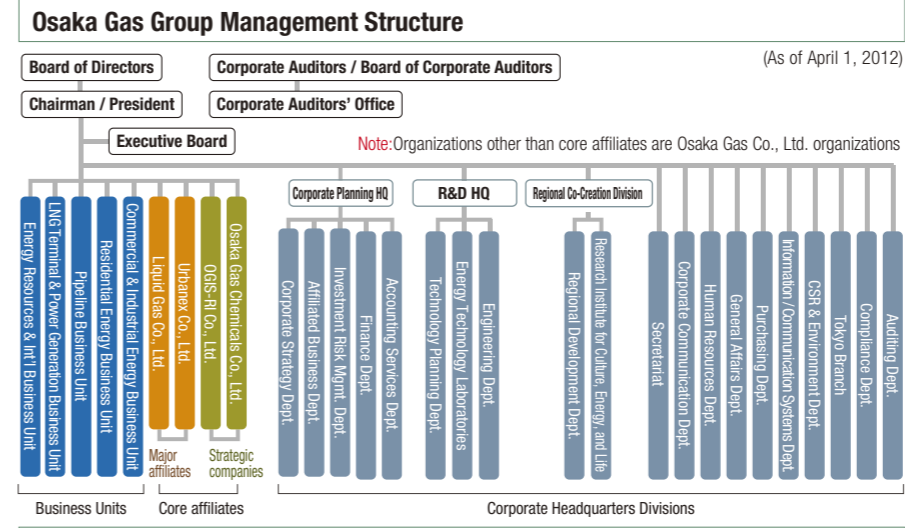 Osaka Gas Group Management Structure
(As of April 1, 2012)
Board of Directors
Corporate Auditors / Board of Corporate Auditors
Chairman / President
Corporate Auditors' Office
Executive Board
Note:Organizations other than core affiliates are Osaka Gas Co., Ltd. organizations
Corporate Planning HQ
R&D HQ
Regional Co-Creation Division
Energy Resources & Int'l Business Unit
LNG Terminal & Power Generation Business Unit
Pipeline Business Unit
Residential Energy Business Unit
Commercial & Industrial Energy Business Unit
Liquid Gas Co., Ltd.
Urbanex Co., Ltd.
OGIS-RI Co., Ltd.
Osaka Gas Chemicals Co., Ltd.
Corporate Strategy Dept.
Affiliated Business Dept.
Investment Risk Mgmt. Dept.
Finance Dept.
Accounting Services Dept.
Technology Planning Dept.
Energy Technology Laboratories
Engineering Dept.
Regional Development Dept.
Research Institute for Culture, Energy, and Life
Secretariat
Corporate Communication Dept.
Human Resources Dept.
General Affairs Dept.
Purchasing Dept.
Information / Communication Systems Dept.
CSR & Environment Dept.
Tokyo Branch
Compliance Dept.
Auditing Dept.
Major
affiliates
Strategic
companies
Business Units
Core affiliates
Corporate Headquarters Divisions